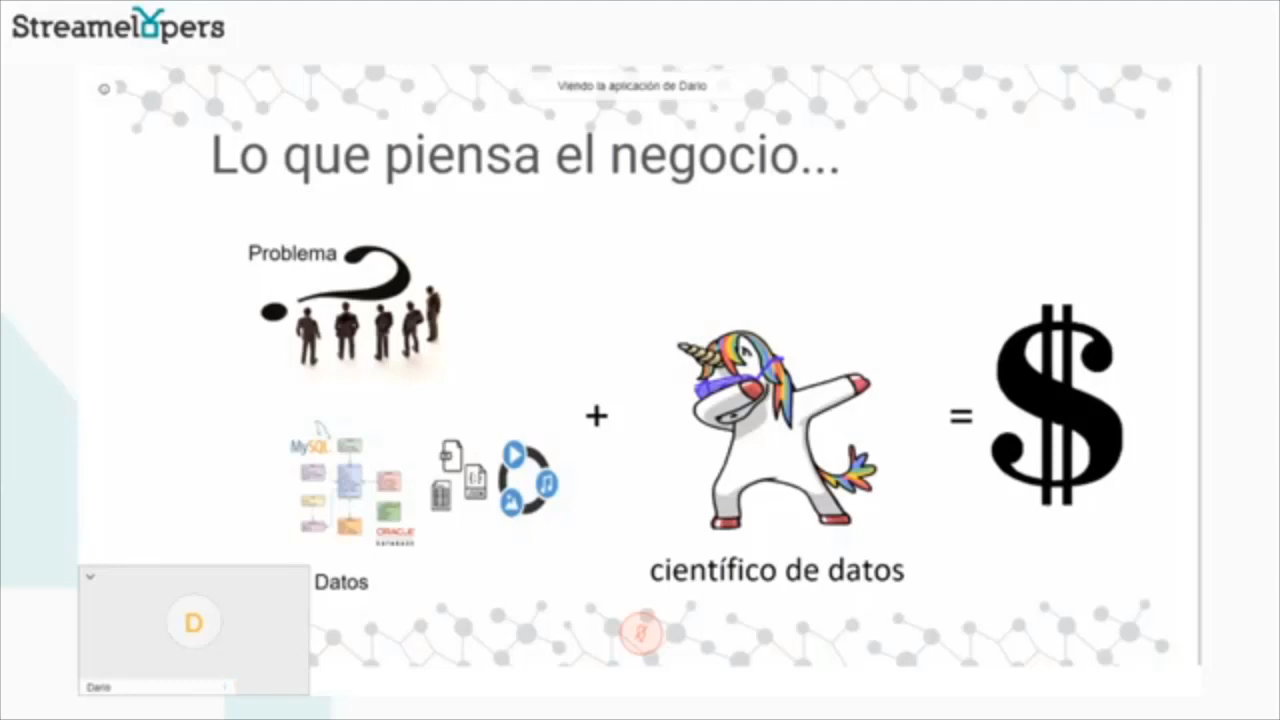 Streamelopers
Viendo la aplicación de Dario
Lo que piensa el negocio...
Problema
MySQL
ORACLE
DATABASE
+
=
$
científico de datos
Datos
D
Dario